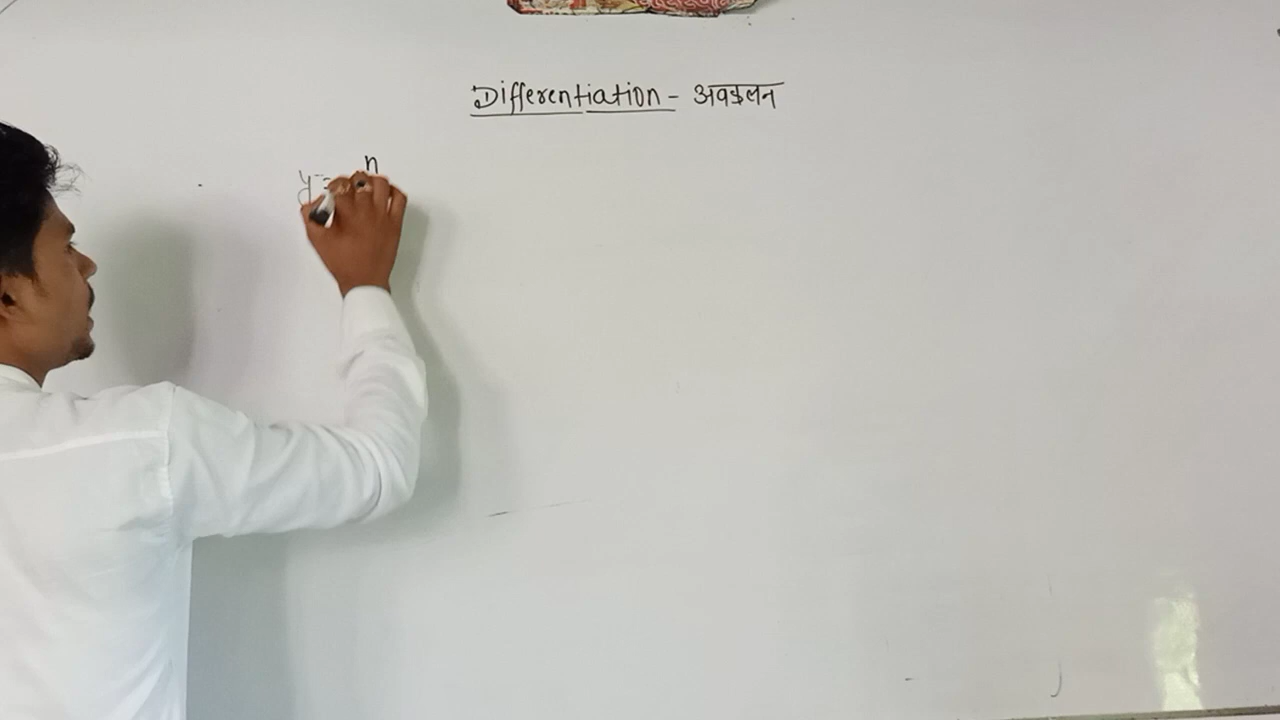 Differentiation - अवकलन
y = n